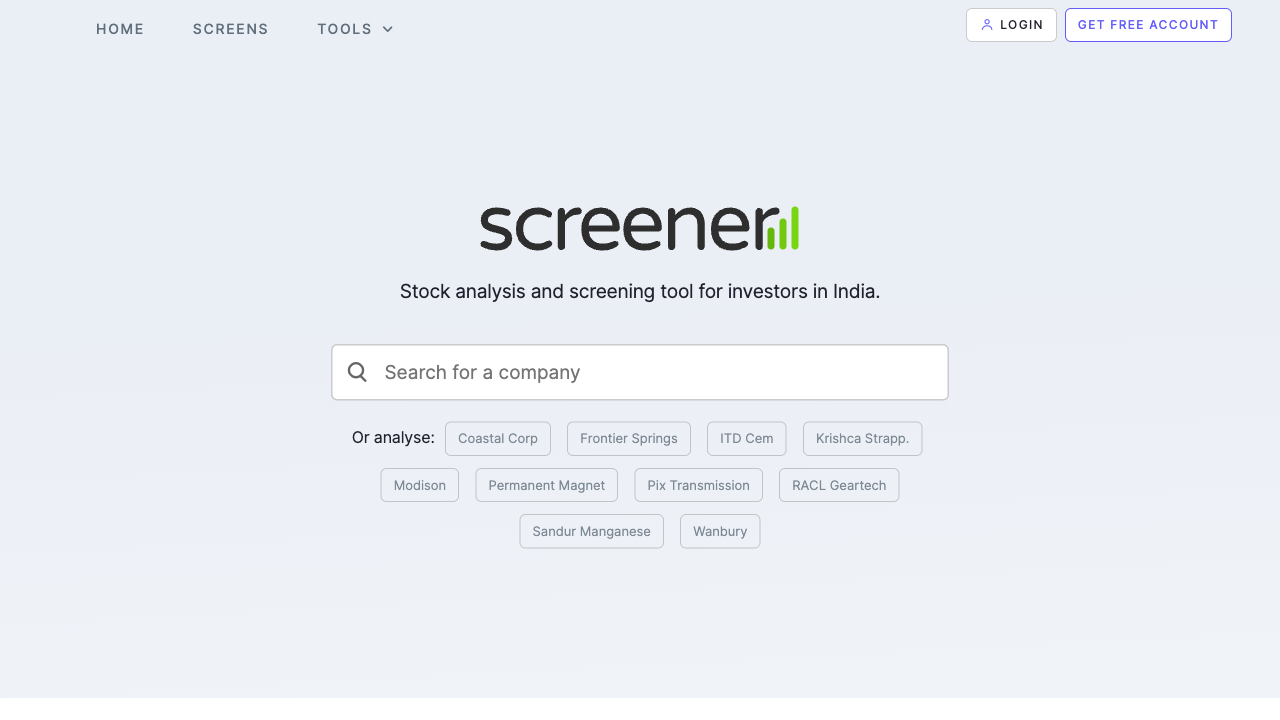 HOME SCREENS TOOLS LOGIN GET FREE ACCOUNT
screener
Stock analysis and screening tool for investors in India.
Search for a company
Or analyse: Coastal Corp Frontier Springs ITD Cem Krishca Strapp.
Modison Permanent Magnet Pix Transmission RACL Geartech
Sandur Manganese Wanbury